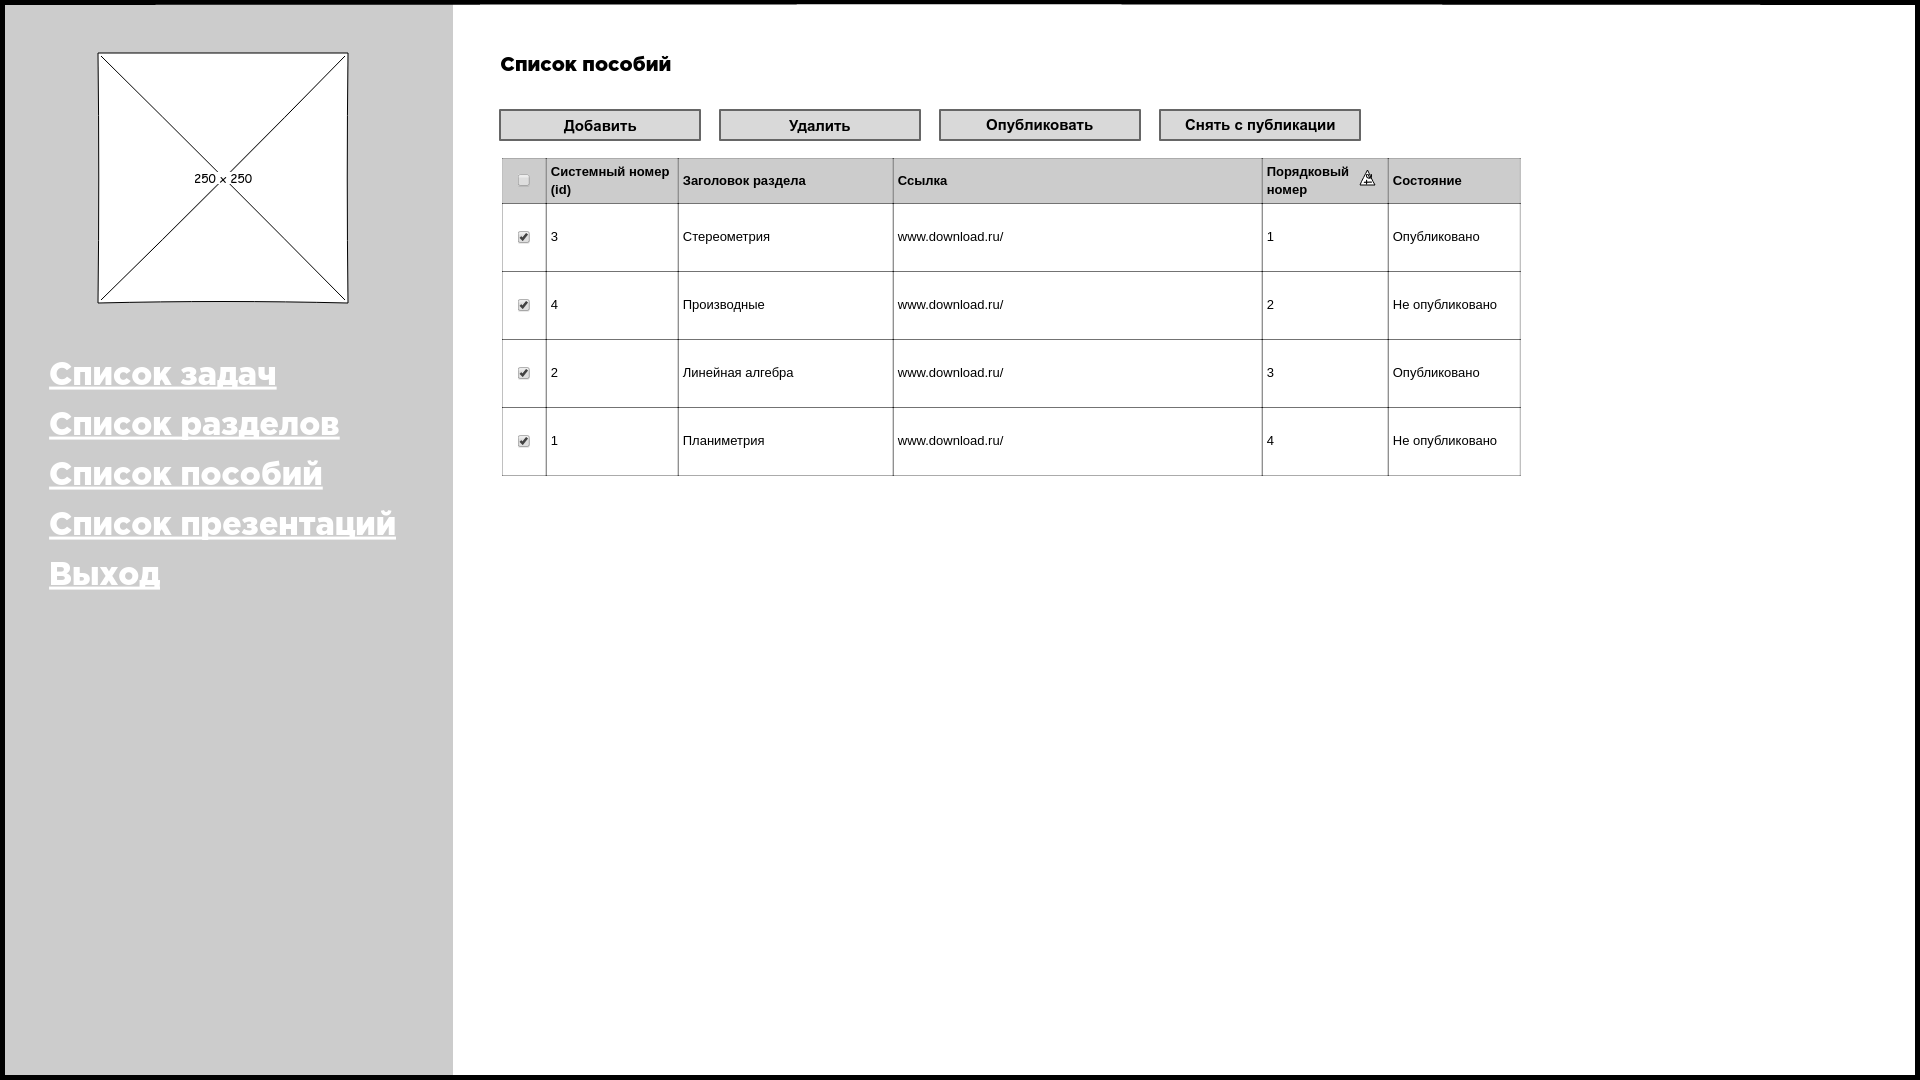 250 × 250
Список задач
Список разделов
Список пособий
Список презентаций
Выход
Список пособий
Добавить Удалить Опубликовать Снять с публикации
Системный номер (id) Заголовок раздела Ссылка Порядковый номер Состояние
3 Стереометрия www.download.ru/ 1 Опубликовано
4 Производные www.download.ru/ 2 Не опубликовано
2 Линейная алгебра www.download.ru/ 3 Опубликовано
1 Планиметрия www.download.ru/ 4 Не опубликовано